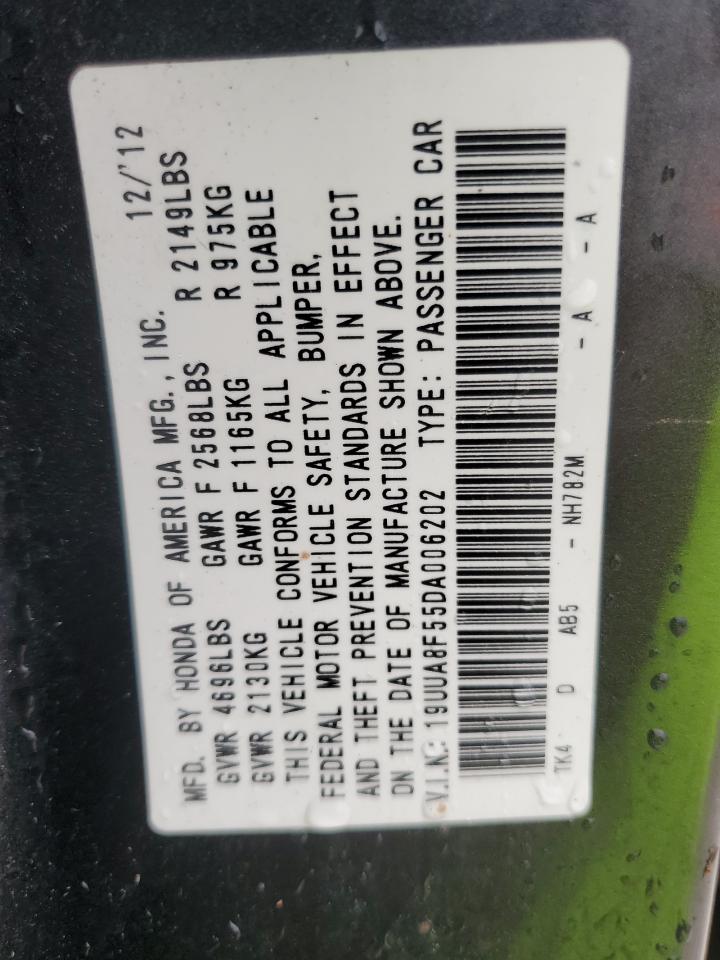 MFD. BY HONDA OF AMERICA MFG., INC. 12/'12
GVWR 4696LBS GAWR F 2568LBS R 2149LBS
GVWR 2130KG GAWR F 1165KG R 975KG
THIS VEHICLE CONFORMS TO ALL APPLICABLE
FEDERAL MOTOR VEHICLE SAFETY, BUMPER,
AND THEFT PREVENTION STANDARDS IN EFFECT
ON THE DATE OF MANUFACTURE SHOWN ABOVE.
V.I.N.: 19UUA8F55DA006202 TYPE: PASSENGER CAR
TK4 D AB5 - NH782M - A - A